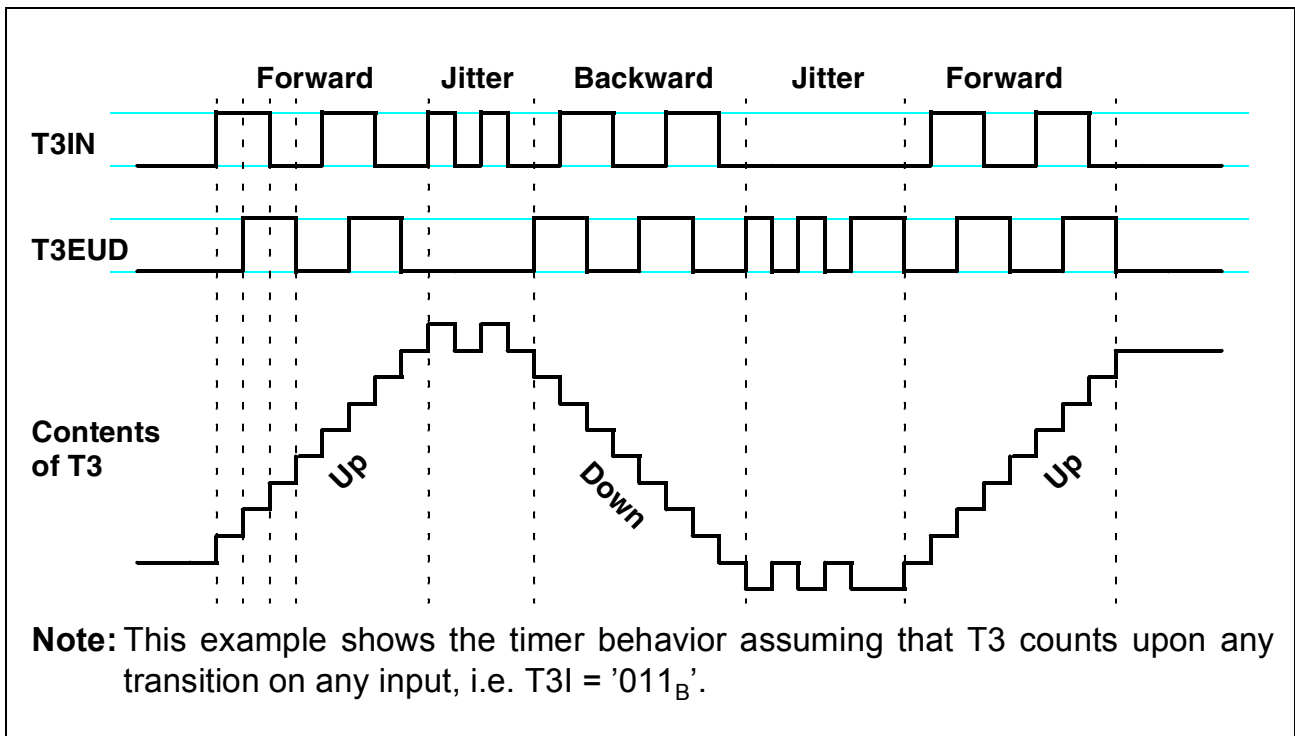 Forward Jitter Backward Jitter Forward
T3IN
T3EUD
Contents
of T3
Up
Down
Up
Note: This example shows the timer behavior assuming that T3 counts upon any
transition on any input, i.e. T3I = ’011B’.